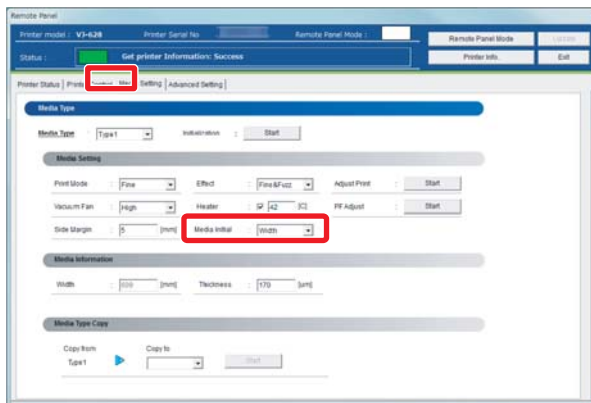 Remote Panel
Printer model : VJ-628 Printer Serial No Remote Panel Mode : Remote Panel Mode Update
Status : Get printer Information: Success Printer Info. Exit
Printer Status Setting Advanced Setting
Media Type
Media Type : Type1 Initialization : Start
Media Setting
Print Mode : Fine Effect : Fine&Fuzz Adjust Print : Start
Vacuum Fan : High Heater : 42 [C] PF Adjust : Start
Side Margin : 5 [mm] Media Initial : Width
Media Information
Width : [mm] Thickness : 170 [um]
Media Type Copy
Copy from Copy to
Type1 Start